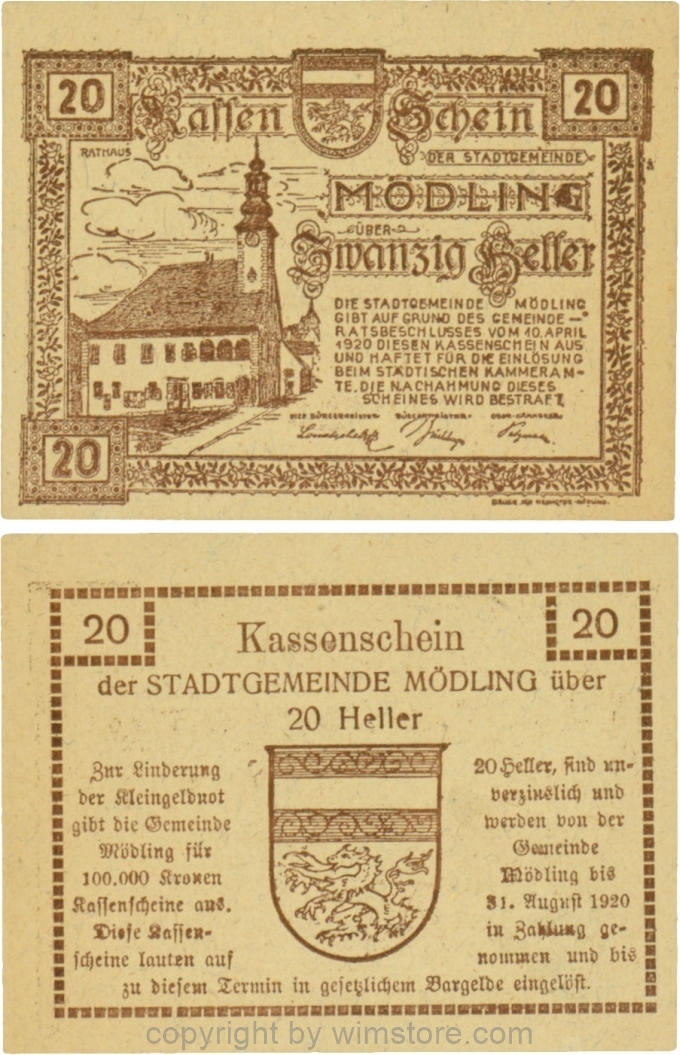 20
Kassen Schein
20
RATHAUS
DER STADTGEMEINDE
MÖDLING
ÜBER
Zwanzig Heller
DIE STADTGEMEINDE MÖDLING
GIBT AUF GRUND DES GEMEINDE-
RATSBESCHLUSSES VOM 10. APRIL
1920 DIESEN KASSENSCHEIN AUS
UND HAFTET FÜR DIE EINLÖSUNG
BEIM STÄDTISCHEN KAMMERAM-
TE. DIE NACHAHMUNG DIESES
SCHEINES WIRD BESTRAFT.
VICE BÜRGERMEISTER BÜRGERMEISTER
20
20
Kassenschein
20
der STADTGEMEINDE MÖDLING über
20 Heller
Zur Linderung
der Kleingeldnot
gibt die Gemeinde
Mödling für
100.000 Kronen
Kassenscheine aus.
Diese Kassen-
scheine lauten auf
20 Heller, sind un-
verzinslich und
werden von der
Gemeinde
Mödling bis
31. August 1920
in Zahlung ge-
nommen und bis
zu diesem Termin in gesetzlichem Bargelde eingelöst.
copyright by wimstore.com